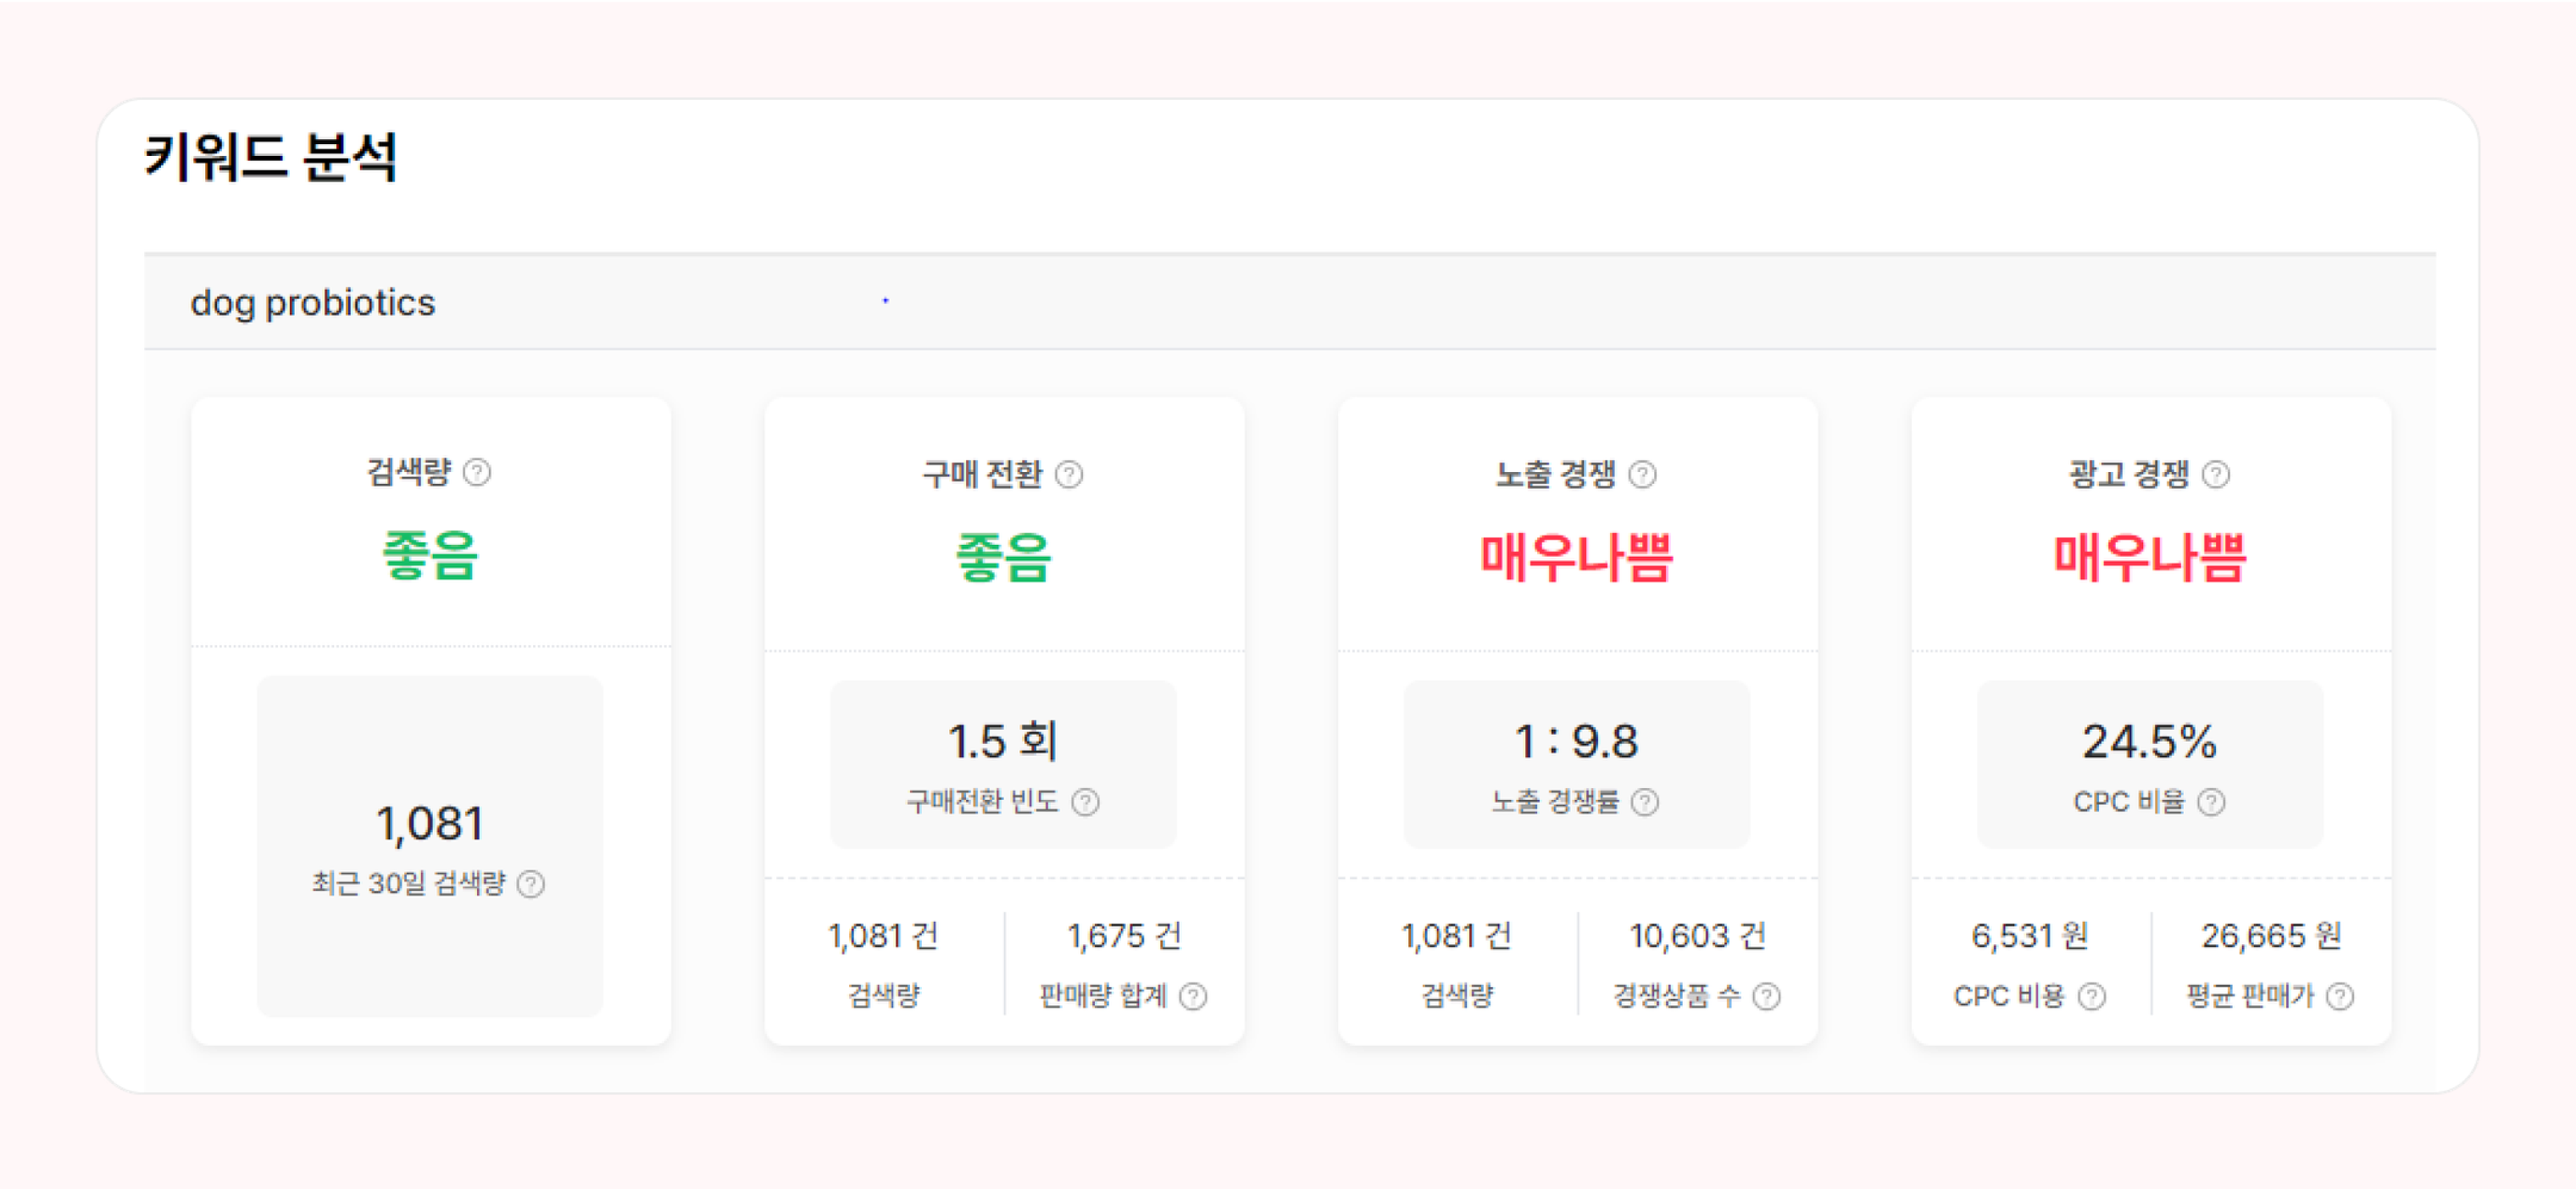 키워드 분석
dog probiotics
검색량 ?
좋음
1,081
최근 30일 검색량 ?
구매 전환 ?
좋음
1.5 회
구매전환 빈도 ?
1,081 건
검색량
1,675 건
판매량 합계 ?
노출 경쟁 ?
매우나쁨
1 : 9.8
노출 경쟁률 ?
1,081 건
검색량
10,603 건
경쟁상품 수 ?
광고 경쟁 ?
매우나쁨
24.5%
CPC 비율 ?
6,531 원
CPC 비용 ?
26,665 원
평균 판매가 ?